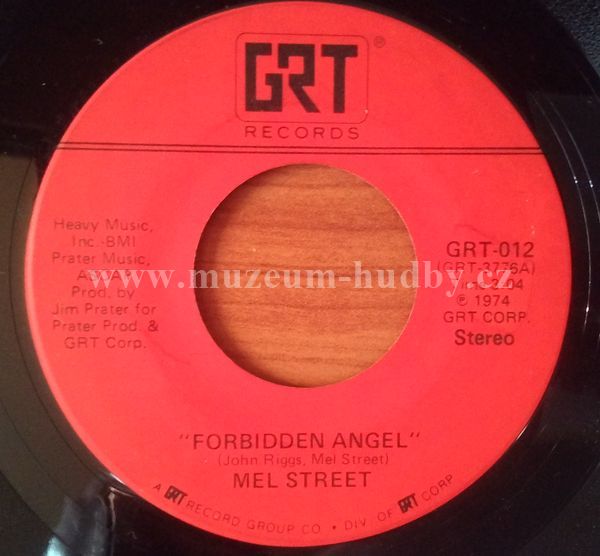 GRT®
RECORDS
Heavy Music,
Inc.-BMI
Prater Music,
Prod. by
Jim Prater for
Prater Prod. &
GRT Corp.
GRT-012
(GRT-2776A)
℗ 1974
GRT CORP.
Stereo
www.muzeum-hudby.cz
"FORBIDDEN ANGEL"
(John Riggs, Mel Street)
MEL STREET
A GRT RECORD GROUP CO • DIV. OF GRT CORP